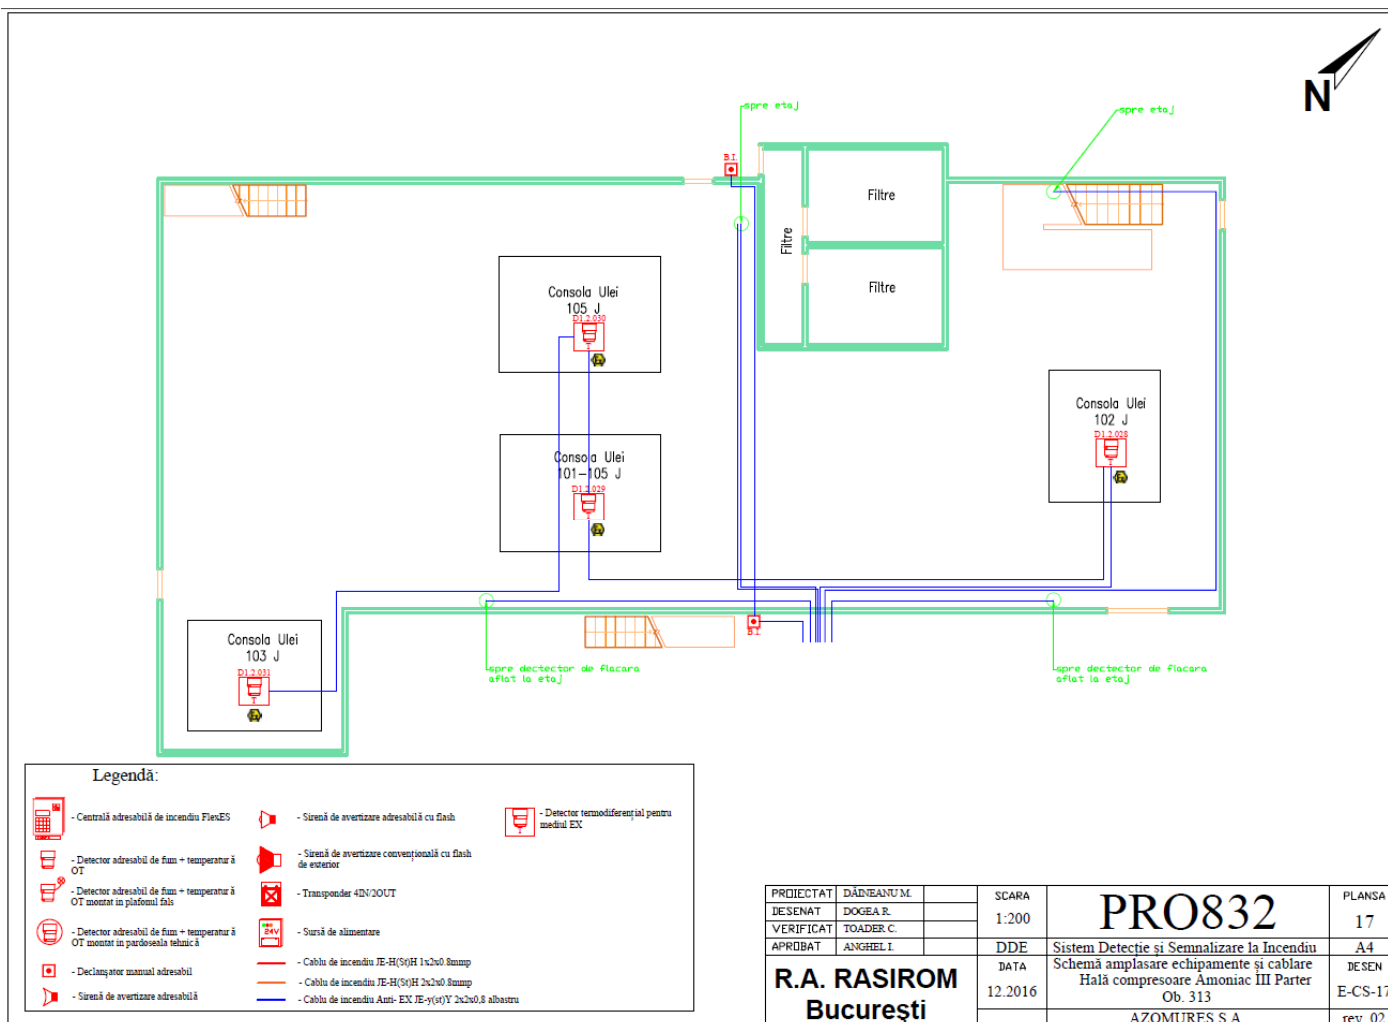 N
spre etaj
spre etaj
B.I.
Filtre
Filtre
Filtre
Consola Ulei
105 J
D1.2.030
Consola Ulei
102 J
D1.2.028
Consola Ulei
101-105 J
D1.2.029
B.I.
Consola Ulei
103 J
D1.2.031
spre dectector de flacara
aflat la etaj
spre dectector de flacara
aflat la etaj
Legendă:
- Centrală adresabilă de incendiu FlexES
- Detector adresabil de fum + temperatură
OT
- Detector adresabil de fum + temperatură
OT montat in plafonul fals
- Detector adresabil de fum + temperatură
OT montat in pardoseala tehnică
- Declanșator manual adresabil
- Sirenă de avertizare adresabilă
- Sirenă de avertizare adresabilă cu flash
- Sirenă de avertizare convențională cu flash
de exterior
- Transponder 4IN/2OUT
24V
- Sursă de alimentare
- Cablu de incendiu JE-H(St)H 1x2x0.8mmp
- Cablu de incendiu JE-H(St)H 2x2x0.8mmp
- Cablu de incendiu Anti- EX JE-y(st)Y 2x2x0,8 albastru
- Detector termodiferențial pentru
mediul EX
PROIECTAT DĂINEANU M.
DESENAT DOGEA R.
VERIFICAT TOADER C.
APROBAT ANGHEL I.
R.A. RASIROM
București
SCARA
1:200
DDE
DATA
12.2016
PRO832
Sistem Detecție și Semnalizare la Incendiu
Schemă amplasare echipamente și cablare
Hală compresoare Amoniac III Parter
Ob. 313
AZOMURES S.A.
PLANSA
17
A4
DESEN
E-CS-17
rev. 02